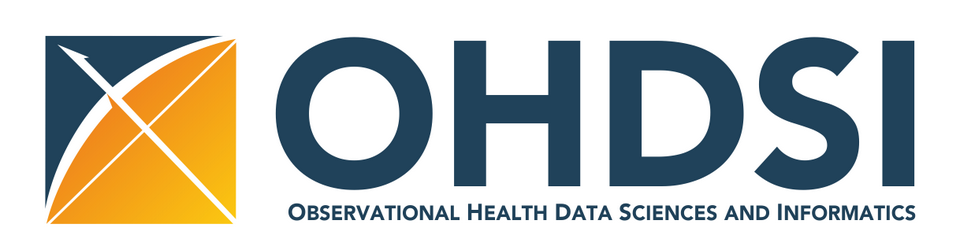 OHDSI
OBSERVATIONAL HEALTH DATA SCIENCES AND INFORMATICS